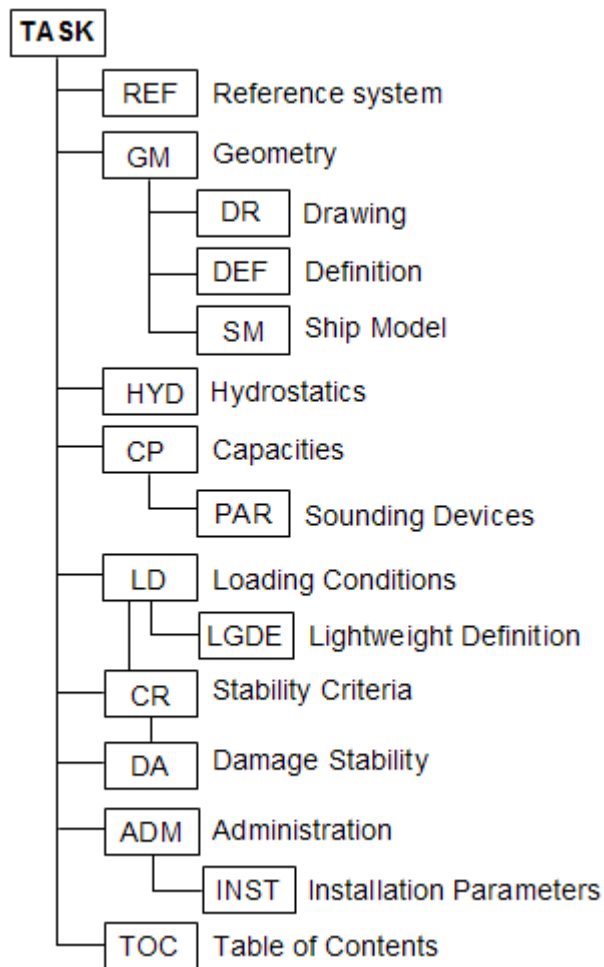 TASK
REF Reference system
GM Geometry
DR Drawing
DEF Definition
SM Ship Model
HYD Hydrostatics
CP Capacities
PAR Sounding Devices
LD Loading Conditions
LGDE Lightweight Definition
CR Stability Criteria
DA Damage Stability
ADM Administration
INST Installation Parameters
TOC Table of Contents